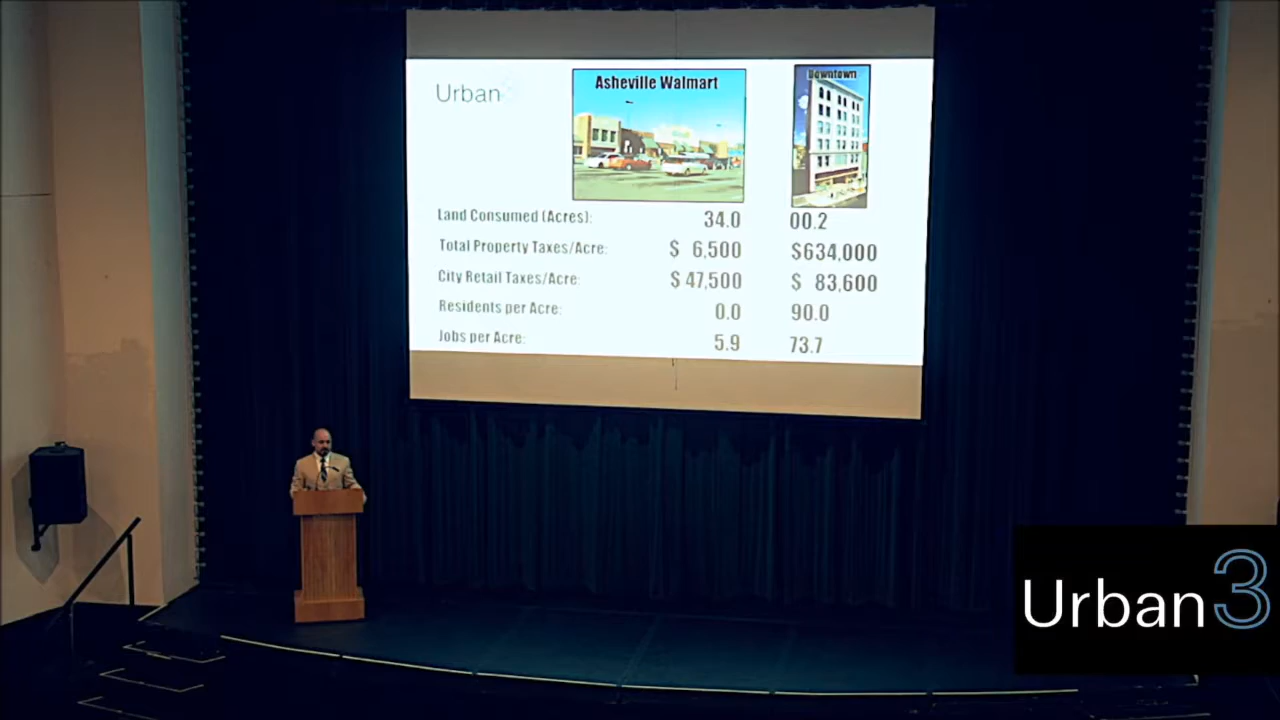 Urban3
Asheville Walmart
Downtown
Land Consumed (Acres): 34.0 00.2
Total Property Taxes/Acre: $ 6,500 $634,000
City Retail Taxes/Acre: $ 47,500 $ 83,600
Residents per Acre: 0.0 90.0
Jobs per Acre: 5.9 73.7
Urban3